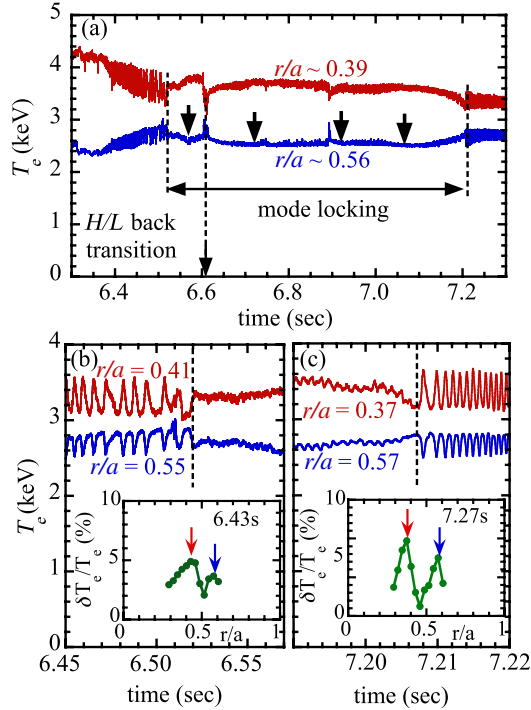 (a)
5
4
3
2
1
0
T_e (keV)
r/a ~ 0.39
r/a ~ 0.56
mode locking
H/L back
transition
6.4 6.6 6.8 7.0 7.2
time (sec)
(b)
4
3
2
1
0
T_e (keV)
r/a = 0.41
r/a = 0.55
10
5
0
δT_e/T_e (%)
6.43s
0 0.5 1
r/a
6.45 6.50 6.55
time (sec)
(c)
r/a = 0.37
r/a = 0.57
10
5
0
δT_e/T_e (%)
7.27s
0 0.5 1
r/a
7.20 7.21 7.22
time (sec)